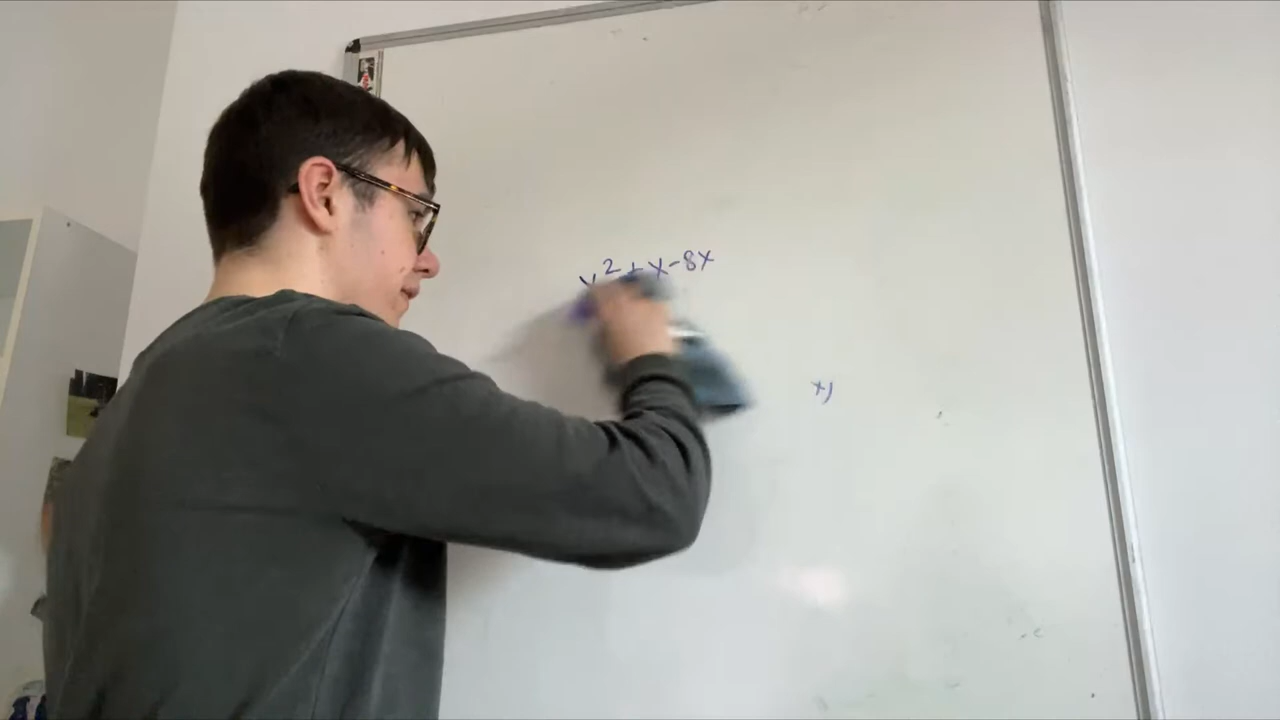 x² + x - 8x
x)